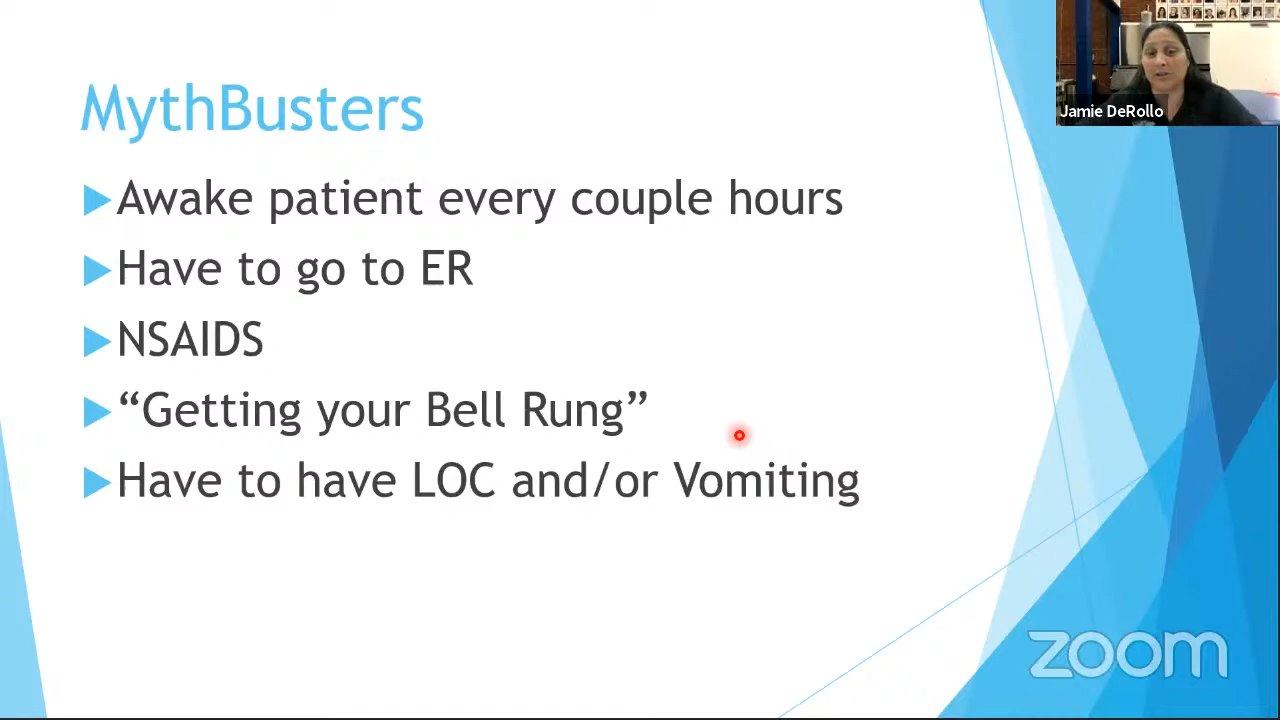 MythBusters
Awake patient every couple hours
Have to go to ER
NSAIDS
“Getting your Bell Rung”
Have to have LOC and/or Vomiting
Jamie DeRollo
zoom